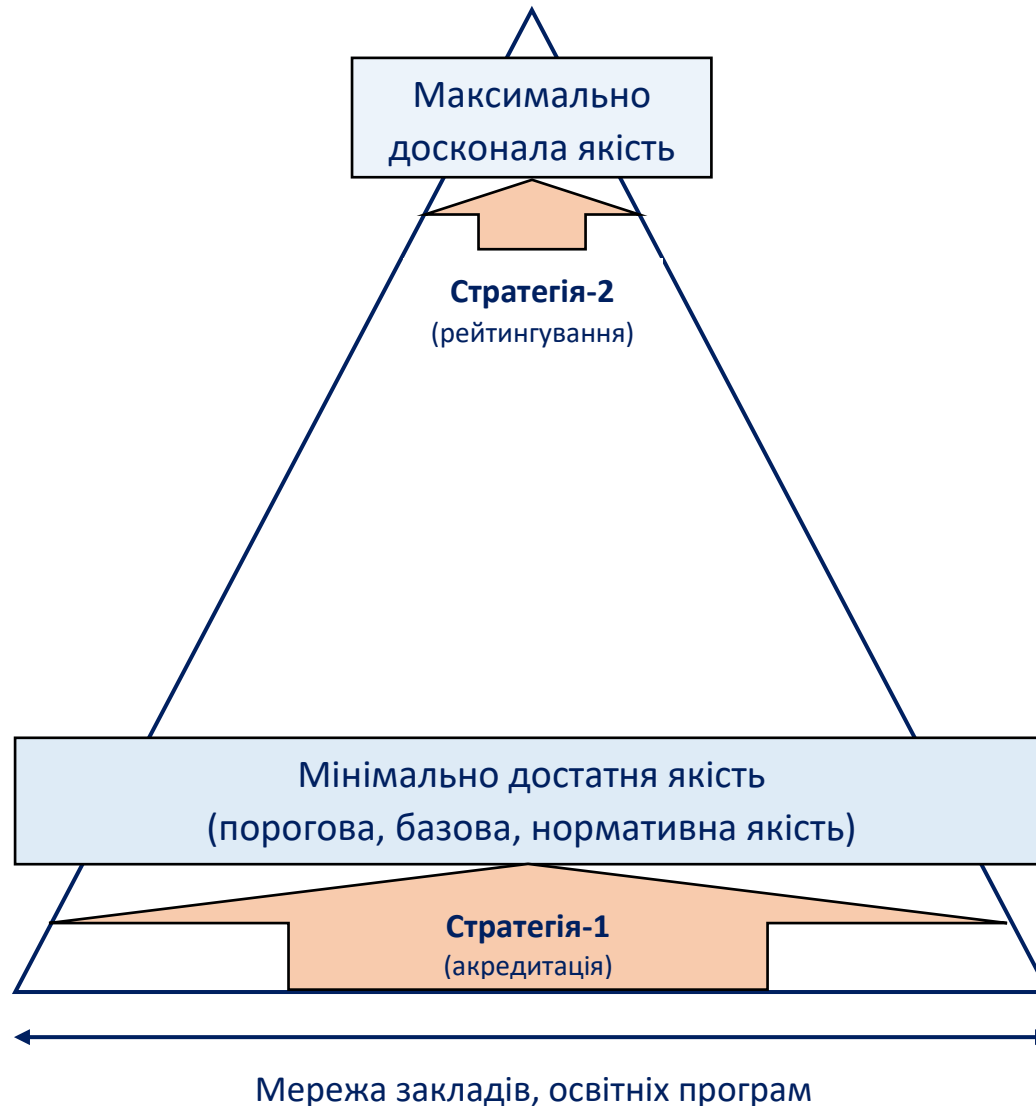 Максимально
досконала якість
Стратегія-2
(рейтингування)
Мінімально достатня якість
(порогова, базова, нормативна якість)
Стратегія-1
(акредитація)
Мережа закладів, освітніх програм